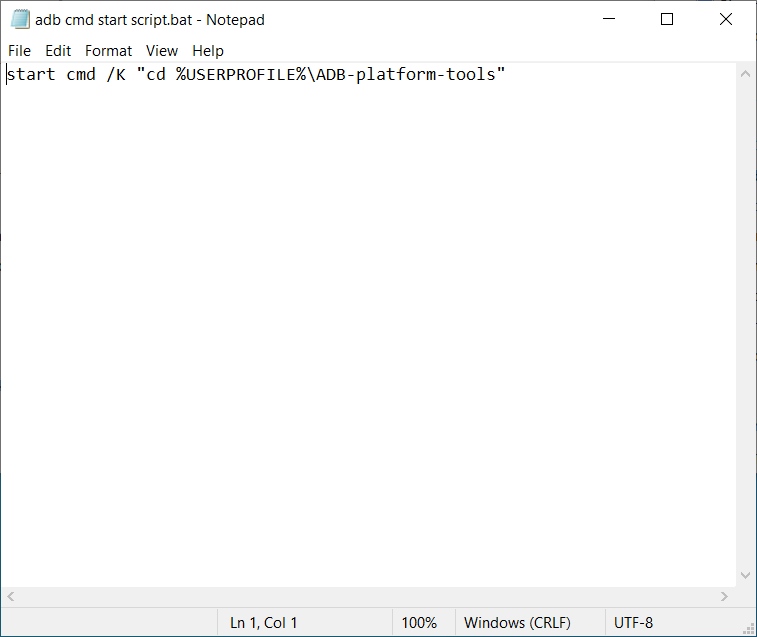 adb cmd start script.bat - Notepad
File Edit Format View Help
start cmd /K "cd %USERPROFILE%\ADB-platform-tools"
Ln 1, Col 1 100% Windows (CRLF) UTF-8